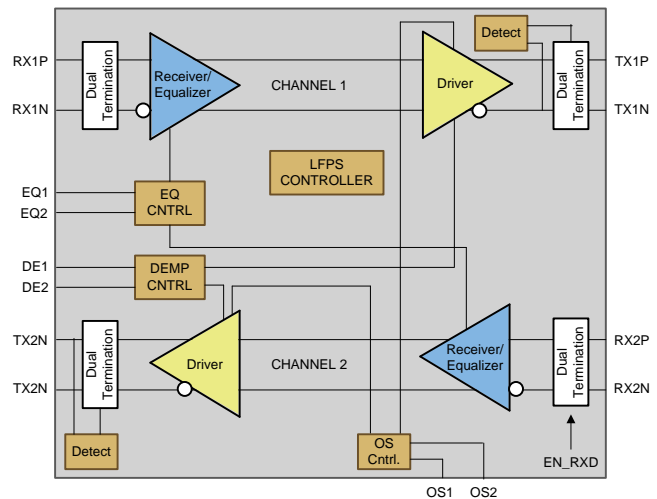 Detect
RX1P
Dual
Termination
Receiver/
Equalizer
CHANNEL 1
Driver
Dual
Termination
TX1P
RX1N
TX1N
LFPS
CONTROLLER
EQ1
EQ2
EQ
CNTRL
DE1
DE2
DEMP
CNTRL
TX2N
Dual
Termination
Driver
CHANNEL 2
Receiver/
Equalizer
Dual
Termination
RX2P
TX2N
RX2N
Detect
OS
Cntrl.
EN_RXD
OS1
OS2